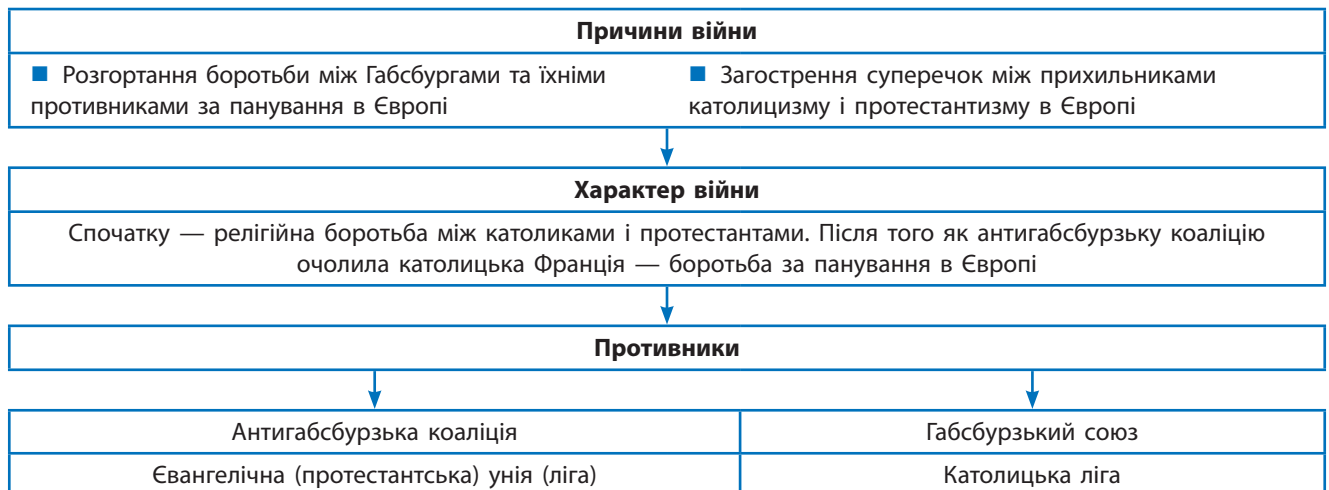 Причини війни
■ Розгортання боротьби між Габсбургами та їхніми
противниками за панування в Європі
■ Загострення суперечок між прихильниками
католицизму і протестантизму в Європі
Характер війни
Спочатку — релігійна боротьба між католиками і протестантами. Після того як антигабсбурзьку коаліцію
очолила католицька Франція — боротьба за панування в Європі
Противники
Антигабсбурзька коаліція
Габсбурзький союз
Євангелічна (протестантська) унія (ліга)
Католицька ліга